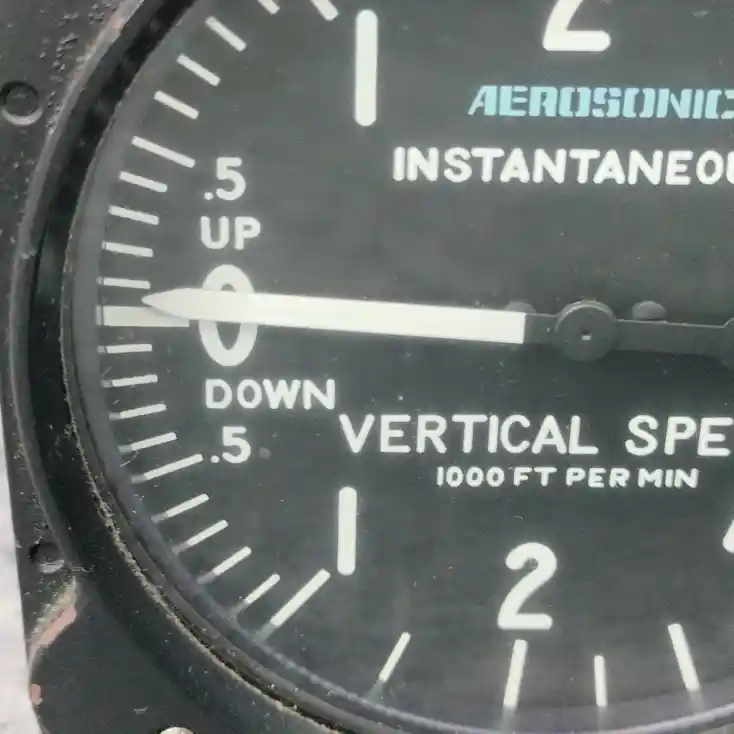 2
1
AEROSONIC
INSTANTANEOU
.5
UP
0
DOWN
.5
VERTICAL SPE
1000 FT PER MIN
1
2